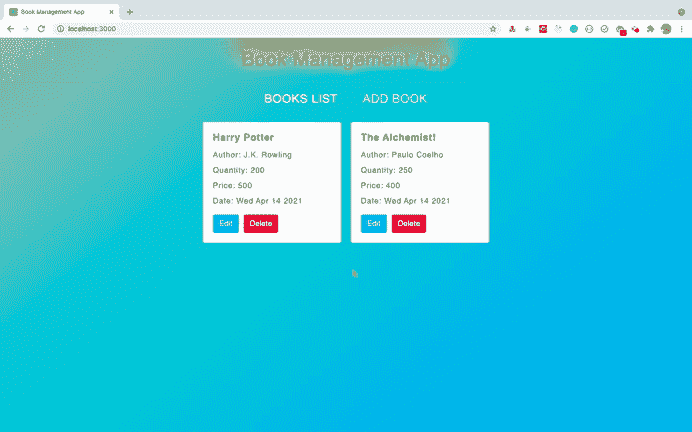 Book Management App
localhost:3000
Book Management App
BOOKS LIST ADD BOOK
Harry Potter
Author: J.K. Rowling
Quantity: 200
Price: 500
Date: Wed Apr 14 2021
Edit Delete
The Alchemist!
Author: Paulo Coelho
Quantity: 250
Price: 400
Date: Wed Apr 14 2021
Edit Delete